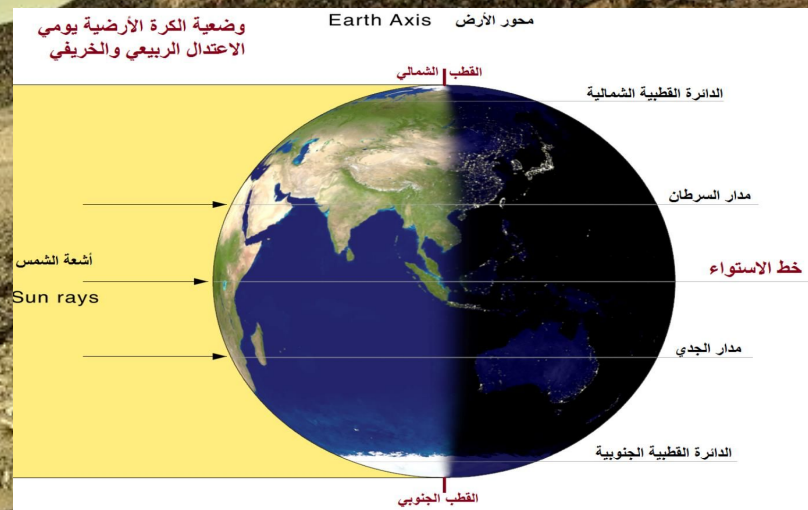 وضعية الكرة الأرضية يومي
الاعتدال الربيعي والخريفي
Earth Axis محور الأرض
القطب الشمالي
الدائرة القطبية الشمالية
مدار السرطان
أشعة الشمس
Sun rays
خط الاستواء
مدار الجدي
الدائرة القطبية الجنوبية
القطب الجنوبي